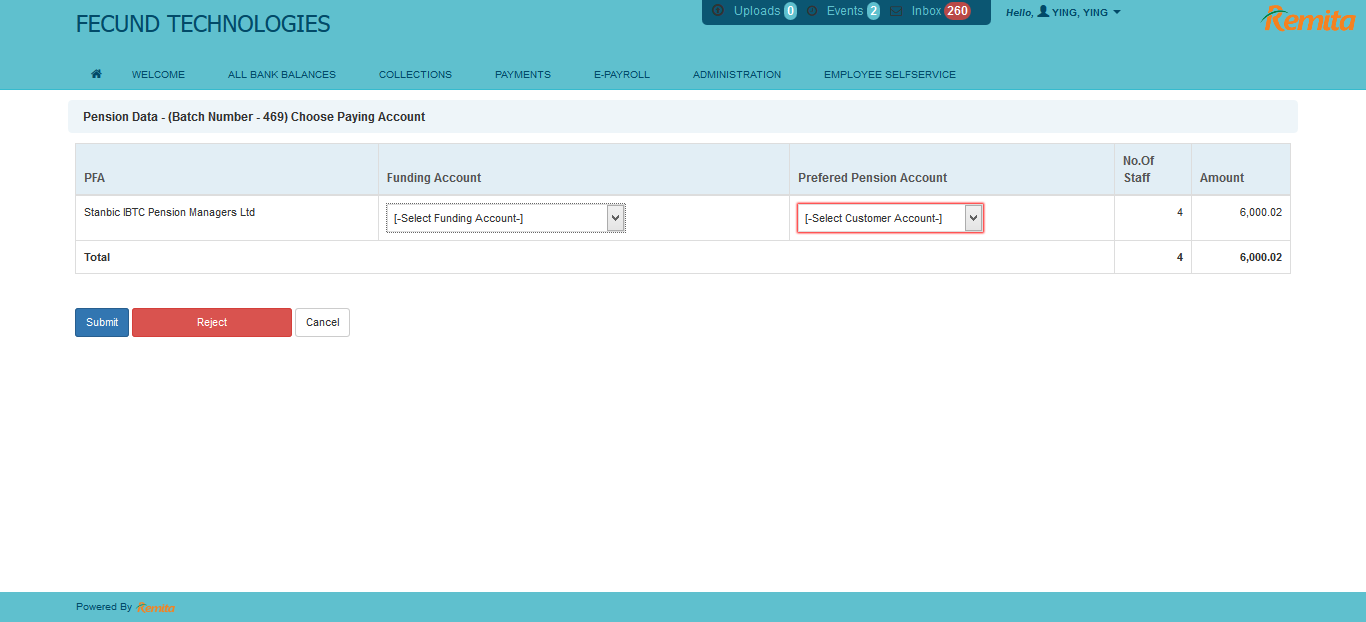 FECUND TECHNOLOGIES
Uploads 0 Events 2 Inbox 260
Hello, YING, YING
Remita
WELCOME ALL BANK BALANCES COLLECTIONS PAYMENTS E-PAYROLL ADMINISTRATION EMPLOYEE SELFSERVICE
Pension Data - (Batch Number - 469) Choose Paying Account
PFA Funding Account Prefered Pension Account No.Of Staff Amount
Stanbic IBTC Pension Managers Ltd [-Select Funding Account-] [-Select Customer Account-] 4 6,000.02
Total 4 6,000.02
Submit Reject Cancel
Powered By Remita